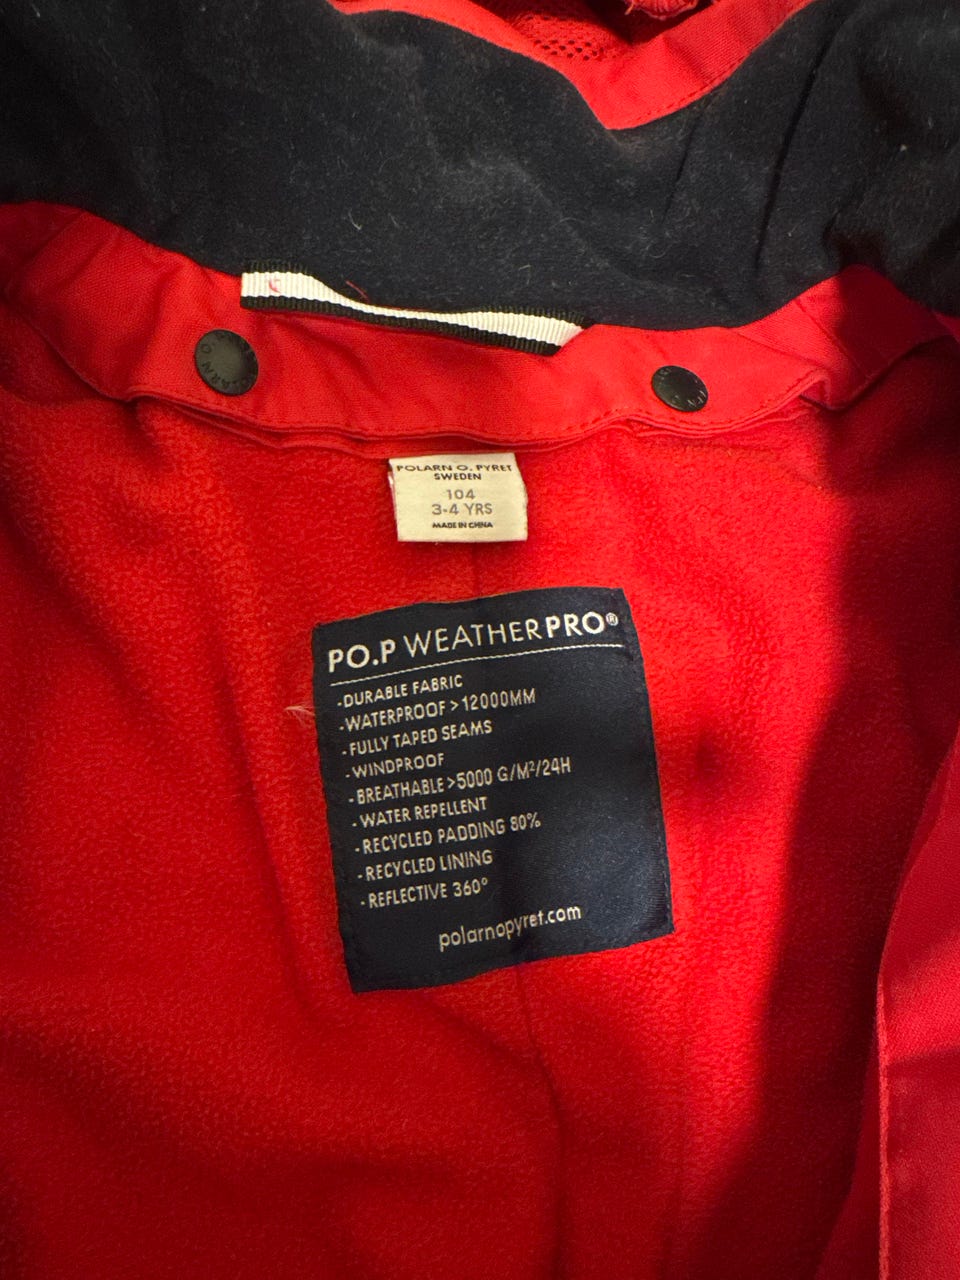 POLARN O. PYRET
SWEDEN
104
3-4 YRS
MADE IN CHINA
PO.P WEATHERPRO®
-DURABLE FABRIC
-WATERPROOF >12000MM
-FULLY TAPED SEAMS
-WINDPROOF
-BREATHABLE >5000 G/M²/24H
-WATER REPELLENT
-RECYCLED PADDING 80%
-RECYCLED LINING
-REFLECTIVE 360°
polarnopyret.com